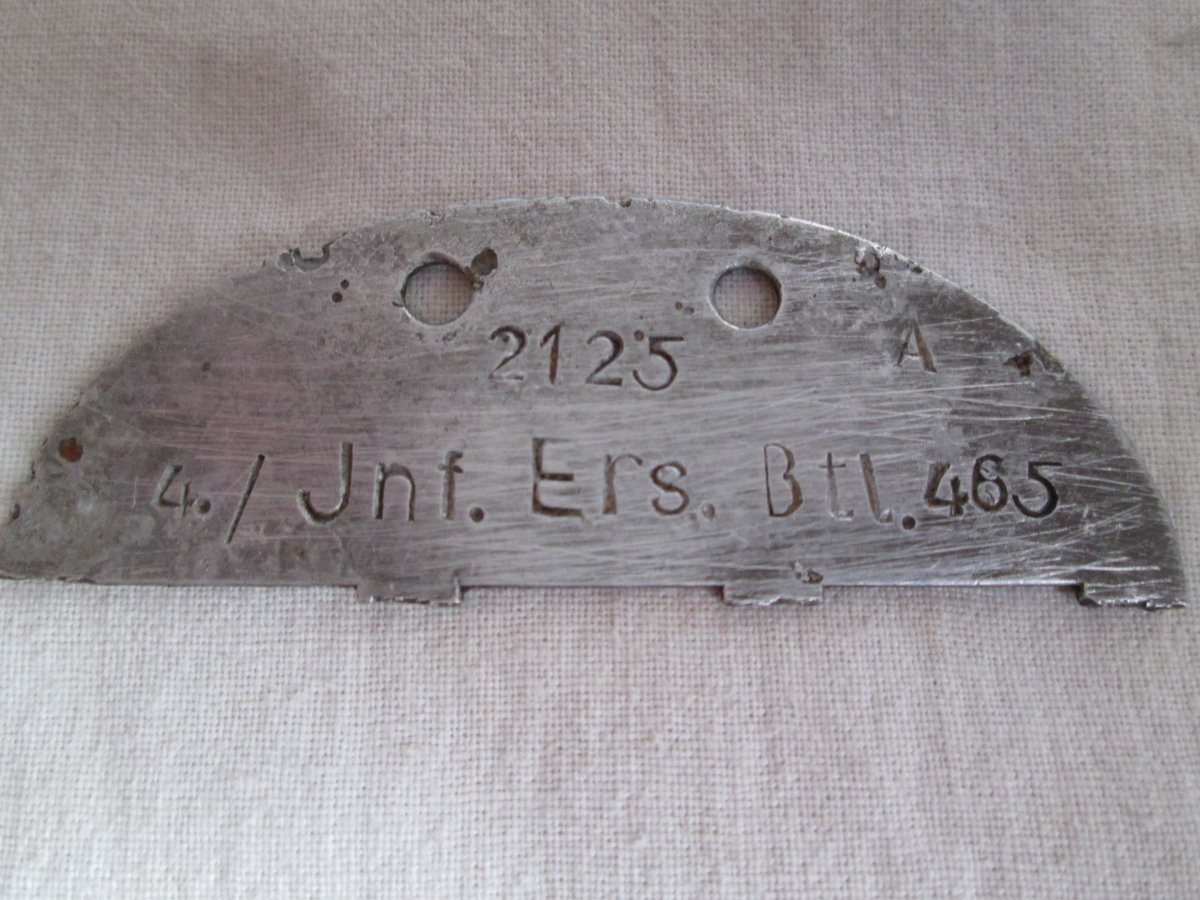 2125 A
4./ Jnf. Ers. Btl. 465